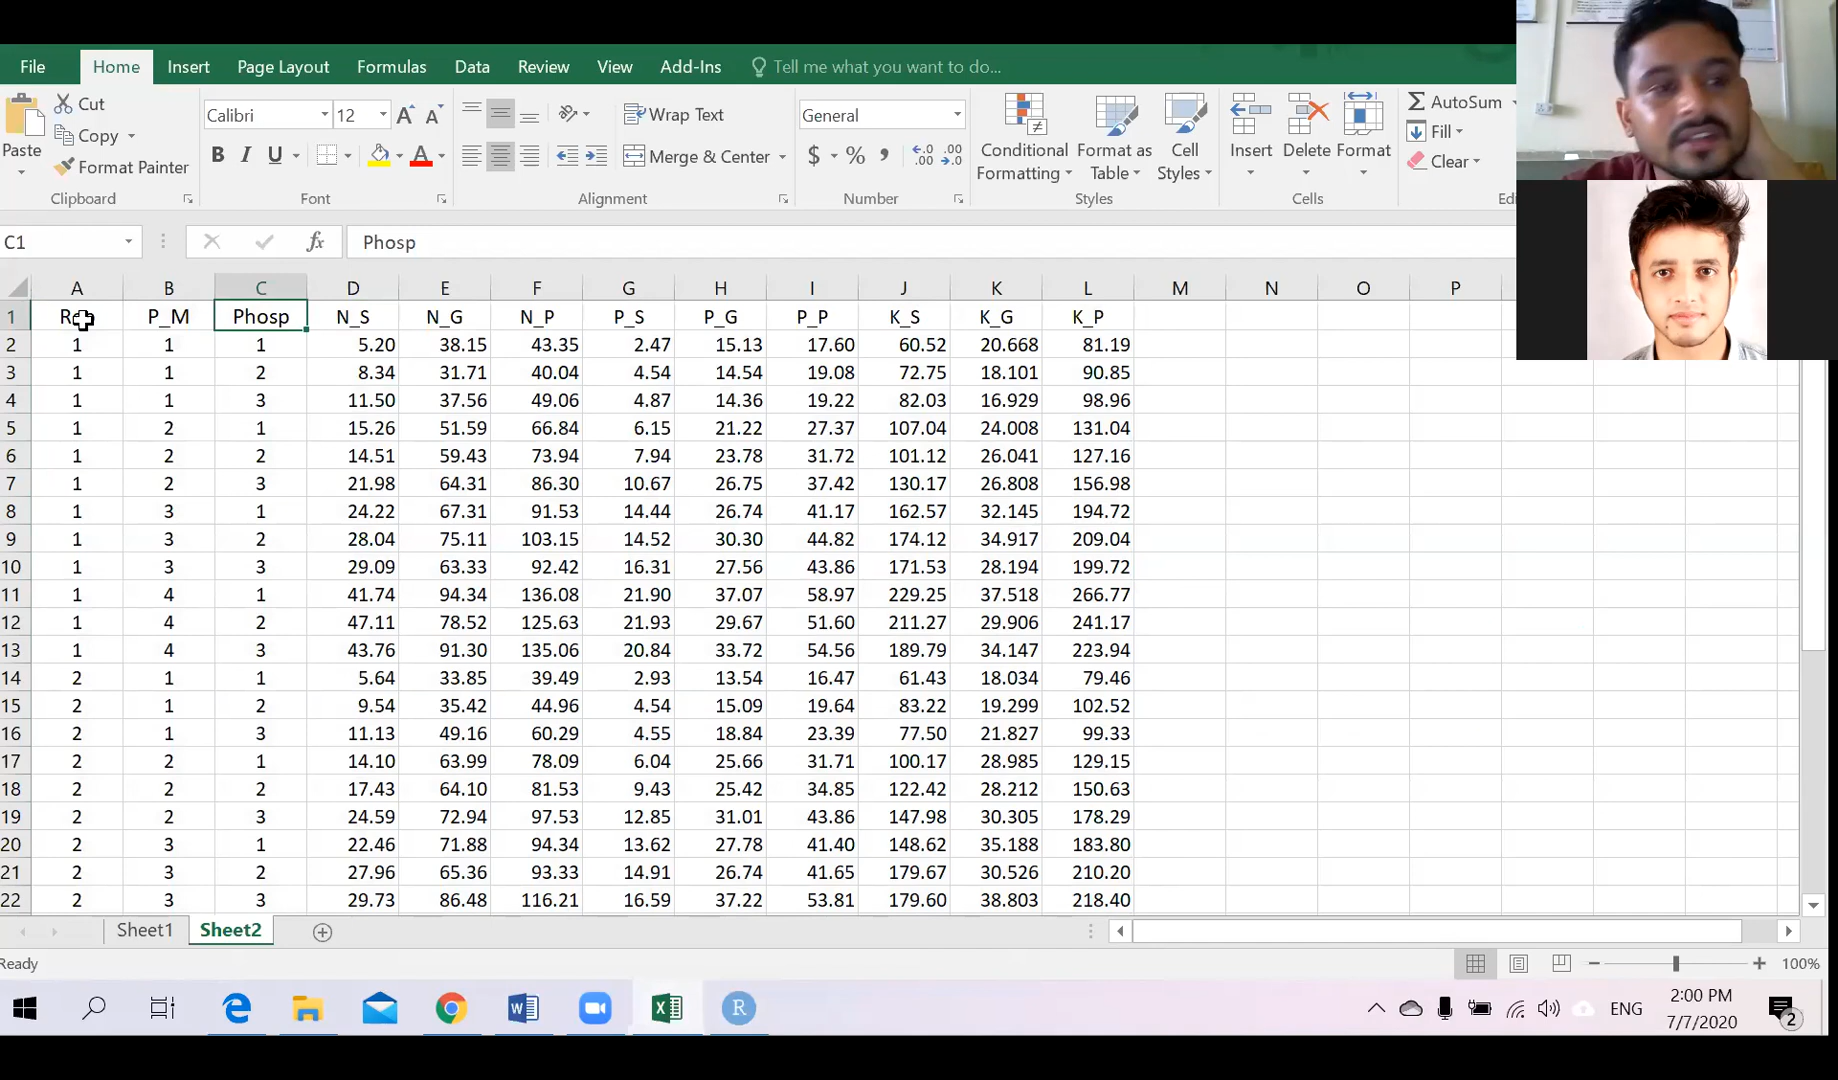 File Home Insert Page Layout Formulas Data Review View Add-Ins Tell me what you want to do...
Cut
Copy
Format Painter
Paste
Clipboard
Calibri 12
B I U
Font
Wrap Text
Merge & Center
Alignment
General
$ % ,
Number
Conditional Formatting
Format as Table
Cell Styles
Styles
Insert Delete Format
Cells
AutoSum
Fill
Clear
C1 fx Phosp
A B C D E F G H I J K L M N O P
1 P_M Phosp N_S N_G N_P P_S P_G P_P K_S K_G K_P
2 1 1 1 5.20 38.15 43.35 2.47 15.13 17.60 60.52 20.668 81.19
3 1 1 2 8.34 31.71 40.04 4.54 14.54 19.08 72.75 18.101 90.85
4 1 1 3 11.50 37.56 49.06 4.87 14.36 19.22 82.03 16.929 98.96
5 1 2 1 15.26 51.59 66.84 6.15 21.22 27.37 107.04 24.008 131.04
6 1 2 2 14.51 59.43 73.94 7.94 23.78 31.72 101.12 26.041 127.16
7 1 2 3 21.98 64.31 86.30 10.67 26.75 37.42 130.17 26.808 156.98
8 1 3 1 24.22 67.31 91.53 14.44 26.74 41.17 162.57 32.145 194.72
9 1 3 2 28.04 75.11 103.15 14.52 30.30 44.82 174.12 34.917 209.04
10 1 3 3 29.09 63.33 92.42 16.31 27.56 43.86 171.53 28.194 199.72
11 1 4 1 41.74 94.34 136.08 21.90 37.07 58.97 229.25 37.518 266.77
12 1 4 2 47.11 78.52 125.63 21.93 29.67 51.60 211.27 29.906 241.17
13 1 4 3 43.76 91.30 135.06 20.84 33.72 54.56 189.79 34.147 223.94
14 2 1 1 5.64 33.85 39.49 2.93 13.54 16.47 61.43 18.034 79.46
15 2 1 2 9.54 35.42 44.96 4.54 15.09 19.64 83.22 19.299 102.52
16 2 1 3 11.13 49.16 60.29 4.55 18.84 23.39 77.50 21.827 99.33
17 2 2 1 14.10 63.99 78.09 6.04 25.66 31.71 100.17 28.985 129.15
18 2 2 2 17.43 64.10 81.53 9.43 25.42 34.85 122.42 28.212 150.63
19 2 2 3 24.59 72.94 97.53 12.85 31.01 43.86 147.98 30.305 178.29
20 2 3 1 22.46 71.88 94.34 13.62 27.78 41.40 148.62 35.188 183.80
21 2 3 2 27.96 65.36 93.33 14.91 26.74 41.65 179.67 30.526 210.20
22 2 3 3 29.73 86.48 116.21 16.59 37.22 53.81 179.60 38.803 218.40
Sheet1 Sheet2
Ready 100%
ENG 2:00 PM
7/7/2020 2